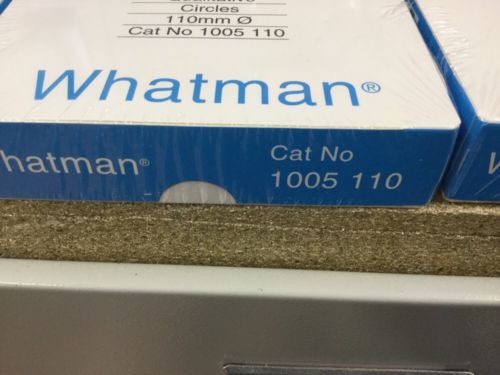 Circles
110mm Ø
Cat No 1005 110
Whatman®
hatman®
Cat No
1005 110